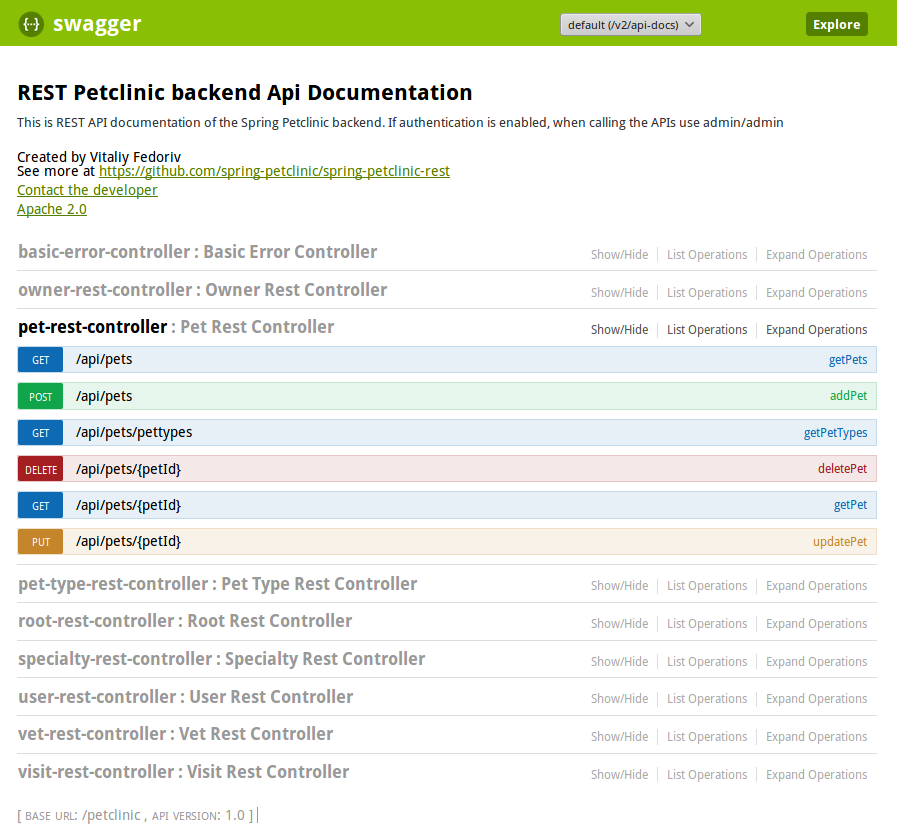 {···} swagger default (/v2/api-docs) Explore
REST Petclinic backend Api Documentation
This is REST API documentation of the Spring Petclinic backend. If authentication is enabled, when calling the APIs use admin/admin
Created by Vitaliy Fedoriv
See more at https://github.com/spring-petclinic/spring-petclinic-rest
Contact the developer
Apache 2.0
basic-error-controller : Basic Error Controller Show/Hide List Operations Expand Operations
owner-rest-controller : Owner Rest Controller Show/Hide List Operations Expand Operations
pet-rest-controller : Pet Rest Controller Show/Hide List Operations Expand Operations
GET /api/pets getPets
POST /api/pets addPet
GET /api/pets/pettypes getPetTypes
DELETE /api/pets/{petId} deletePet
GET /api/pets/{petId} getPet
PUT /api/pets/{petId} updatePet
pet-type-rest-controller : Pet Type Rest Controller Show/Hide List Operations Expand Operations
root-rest-controller : Root Rest Controller Show/Hide List Operations Expand Operations
specialty-rest-controller : Specialty Rest Controller Show/Hide List Operations Expand Operations
user-rest-controller : User Rest Controller Show/Hide List Operations Expand Operations
vet-rest-controller : Vet Rest Controller Show/Hide List Operations Expand Operations
visit-rest-controller : Visit Rest Controller Show/Hide List Operations Expand Operations
[ BASE URL: /petclinic , API VERSION: 1.0 ]